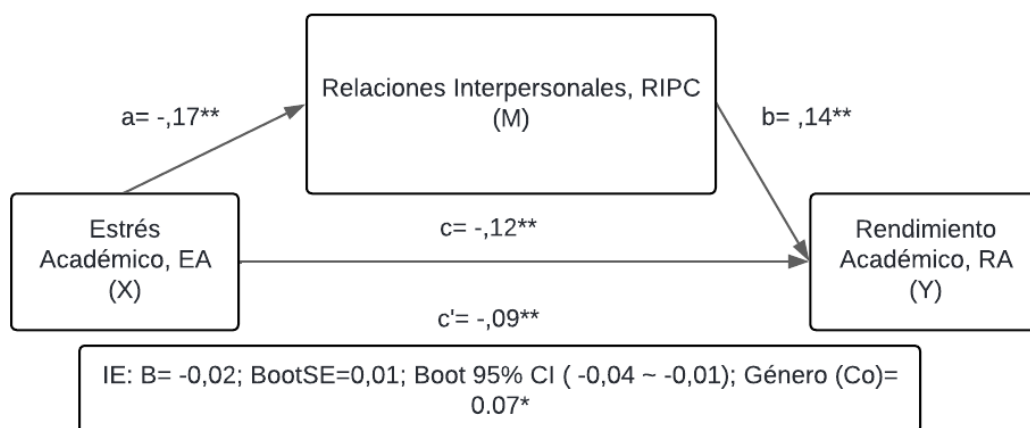 Relaciones Interpersonales, RIPC
(M)
a= -,17**
b= ,14**
Estrés
Académico, EA
(X)
c= -,12**
Rendimiento
Académico, RA
(Y)
c'= -,09**
IE: B= -0,02; BootSE=0,01; Boot 95% CI ( -0,04 ~ -0,01); Género (Co)=
0.07*